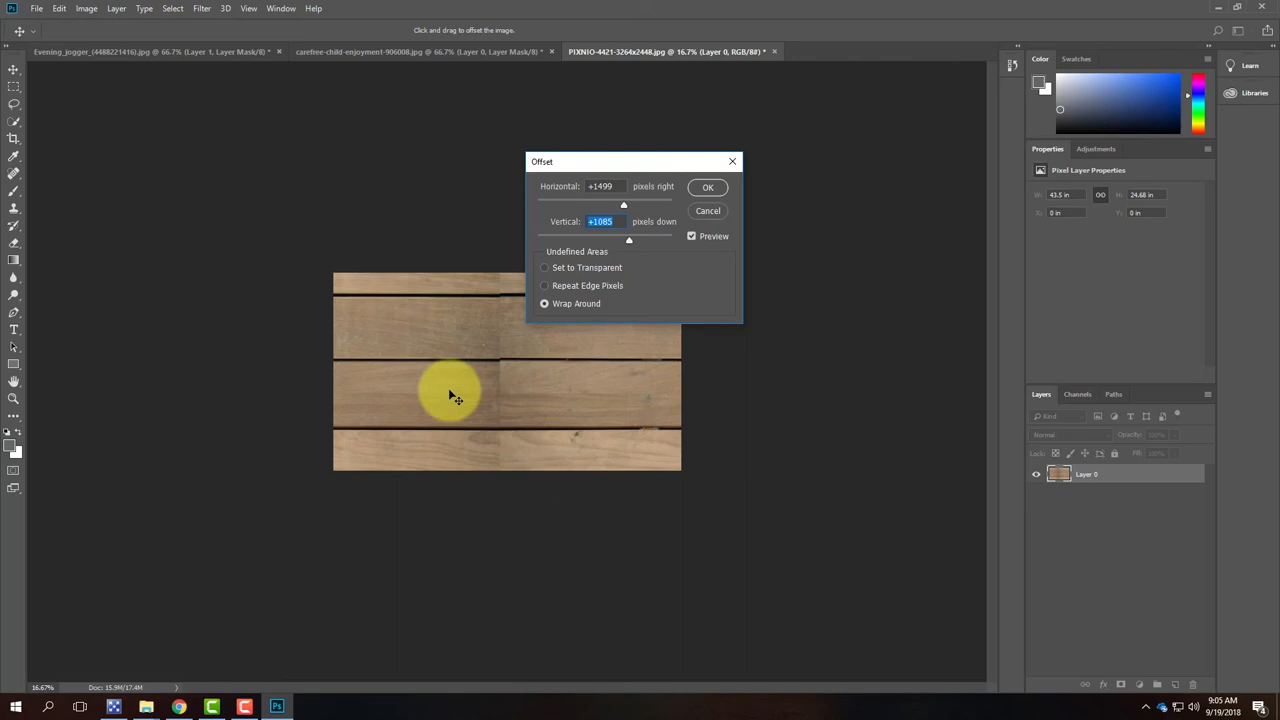 File Edit Image Layer Type Select Filter 3D View Window Help
Click and drag to offset the image.
Evening_jogger_(4488221416).jpg @ 66.7% (Layer 1, Layer Mask/8) * × carefree-child-enjoyment-906008.jpg @ 66.7% (Layer 0, Layer Mask/8) * × PIXNIO-4421-3264x2448.jpg @ 16.7% (Layer 0, RGB/8#) * ×
Color Swatches
Learn
Libraries
Properties Adjustments
Pixel Layer Properties
W: 43.5 in H: 24.68 in
X: 0 in Y: 0 in
Offset
Horizontal: +1499 pixels right
OK
Vertical: +1085 pixels down
Cancel
Preview
Undefined Areas
Set to Transparent
Repeat Edge Pixels
Wrap Around
Layers Channels Paths
Kind
Normal Opacity: 100%
Lock: Fill: 100%
Layer 0
16.67% Doc: 15.9M/17.4M
Ps
9:05 AM
9/19/2018